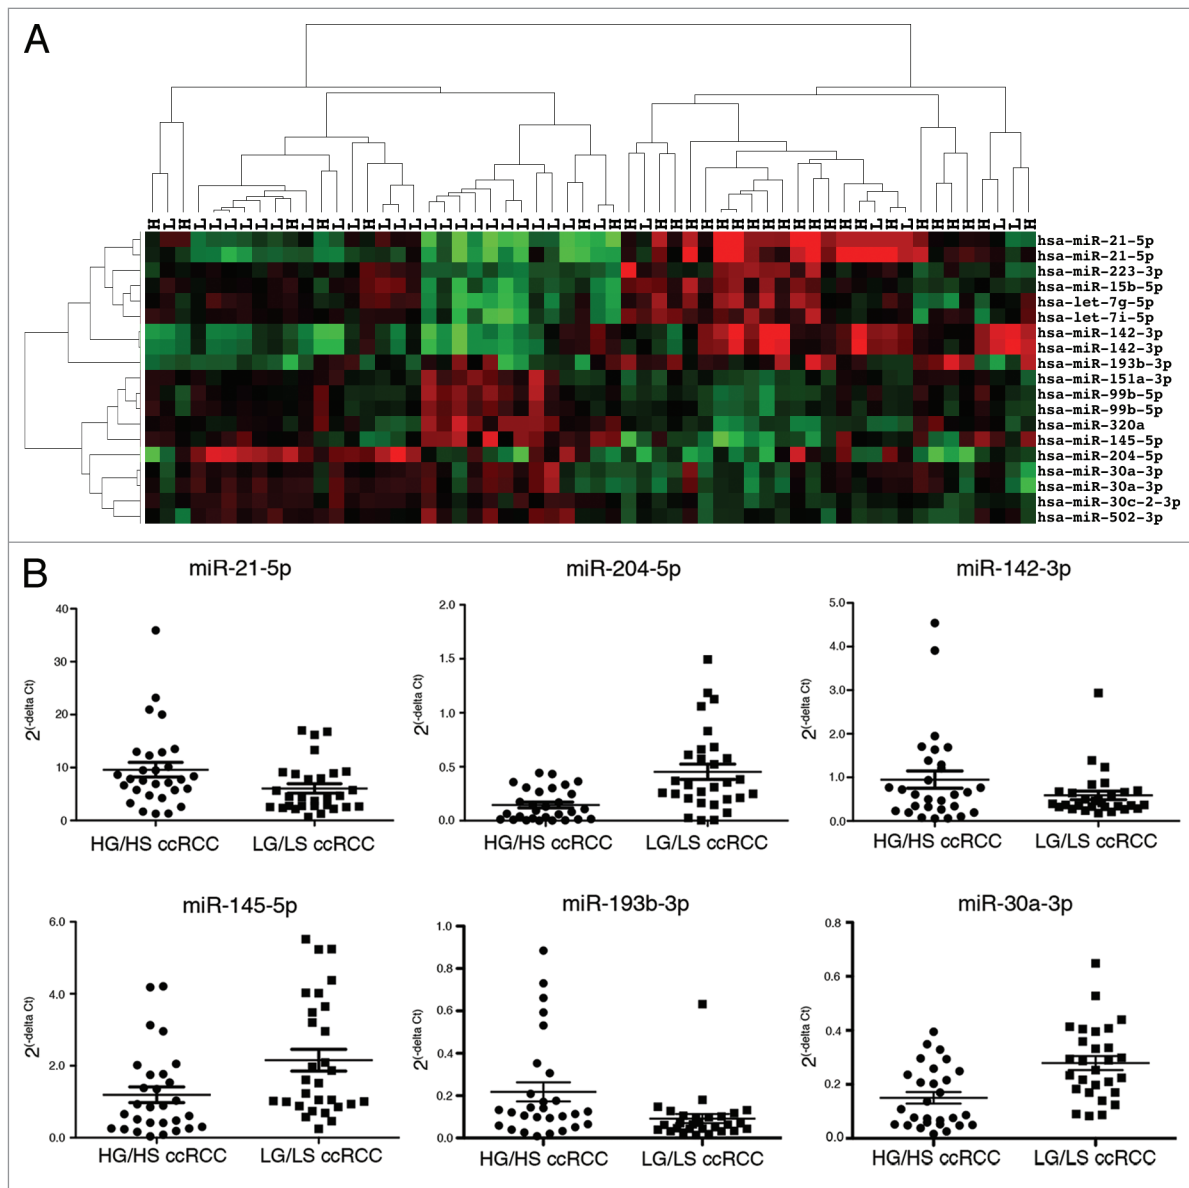 A
H L H L L L L L L H L H L L H L L L L L L L L L L L L L H L H H L H H H H H H H H H H H H H H L H L H H H H H L L H
hsa-miR-21-5p
hsa-miR-21-5p
hsa-miR-223-3p
hsa-miR-15b-5p
hsa-let-7g-5p
hsa-let-7i-5p
hsa-miR-142-3p
hsa-miR-142-3p
hsa-miR-193b-3p
hsa-miR-151a-3p
hsa-miR-99b-5p
hsa-miR-99b-5p
hsa-miR-320a
hsa-miR-145-5p
hsa-miR-204-5p
hsa-miR-30a-3p
hsa-miR-30a-3p
hsa-miR-30c-2-3p
hsa-miR-502-3p
B
miR-21-5p
40
30
20
10
0
2(-delta Ct)
HG/HS ccRCC
LG/LS ccRCC
miR-204-5p
2.0
1.5
1.0
0.5
0.0
2(-delta Ct)
HG/HS ccRCC
LG/LS ccRCC
miR-142-3p
5.0
4.0
3.0
2.0
1.0
0.0
2(-delta Ct)
HG/HS ccRCC
LG/LS ccRCC
miR-145-5p
6.0
4.0
2.0
0.0
2(-delta Ct)
HG/HS ccRCC
LG/LS ccRCC
miR-193b-3p
1.0
0.8
0.6
0.4
0.2
0.0
2(-delta Ct)
HG/HS ccRCC
LG/LS ccRCC
miR-30a-3p
0.8
0.6
0.4
0.2
0.0
2(-delta Ct)
HG/HS ccRCC
LG/LS ccRCC